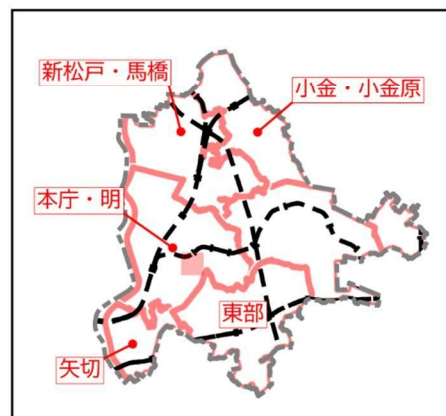 新松戸・馬橋
小金・小金原
本庁・明
東部
矢切